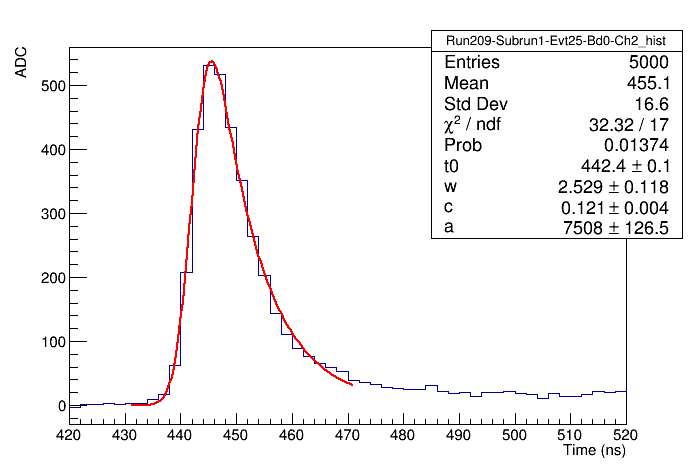 Run209-Subrun1-Evt25-Bd0-Ch2_hist
Entries 5000
Mean 455.1
Std Dev 16.6
χ² / ndf 32.32 / 17
Prob 0.01374
t0 442.4 ± 0.1
w 2.529 ± 0.118
c 0.121 ± 0.004
a 7508 ± 126.5
ADC
500
400
300
200
100
0
420 430 440 450 460 470 480 490 500 510 520
Time (ns)